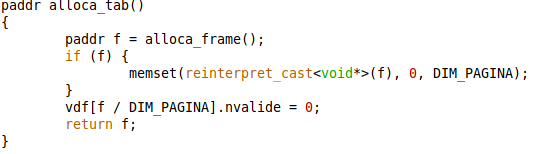 paddr alloca_tab()
{
        paddr f = alloca_frame();
        if (f) {
                memset(reinterpret_cast<void*>(f), 0, DIM_PAGINA);
        }
        vdf[f / DIM_PAGINA].nvalide = 0;
        return f;
}